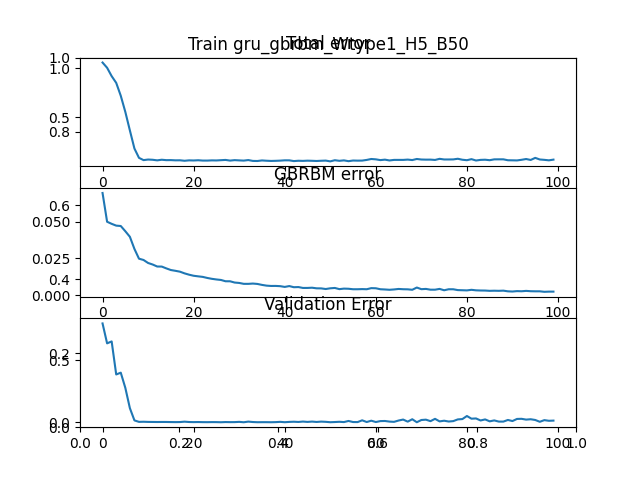 Train gru_gbrbm_Wtype1_H5_B50
Total error
1.0
1.0
0.5
0.8
0 20 40 60 80 100
GBRBM error
0.6
0.050
0.025
0.4
0.000
0 20 40 60 80 100
Validation Error
0.2
0.5
0.0
0.0
0 20 40 60 80 100
0.0 0.2 0.4 0.6 0.8 1.0